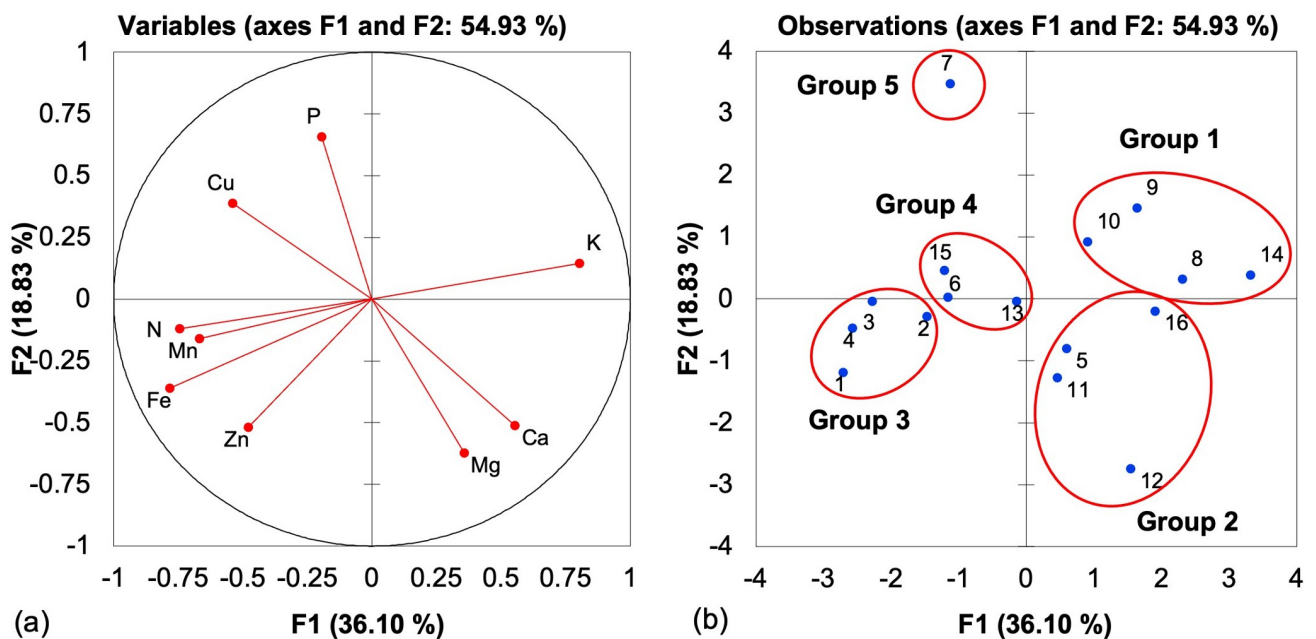 Variables (axes F1 and F2: 54.93 %)
1
0.75
0.5
0.25
0
-0.25
-0.5
-0.75
-1
F2 (18.83 %)
P
Cu
K
N
Mn
Fe
Zn
Ca
Mg
-1 -0.75 -0.5 -0.25 0 0.25 0.5 0.75 1
F1 (36.10 %)
(a)
Observations (axes F1 and F2: 54.93 %)
4
3
2
1
0
-1
-2
-3
-4
F2 (18.83 %)
7
Group 5
Group 1
9
10
8
14
Group 4
15
6
13
3
2
4
1
Group 3
16
5
11
12
Group 2
-4 -3 -2 -1 0 1 2 3 4
F1 (36.10 %)
(b)